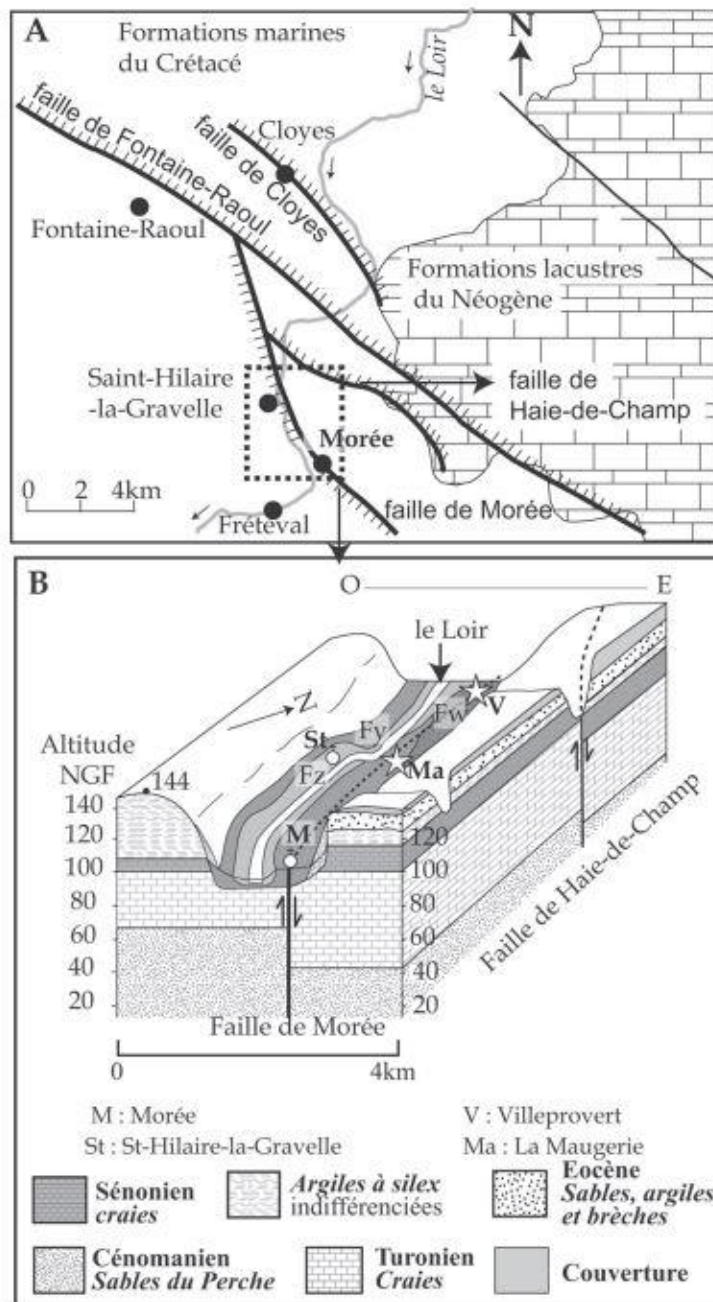 A
Formations marines
du Crétacé
N
le Loir
faille de Fontaine-Raoul
faille de Cloyes
Cloyes
Fontaine-Raoul
Formations lacustres
du Néogène
Saint-Hilaire
-la-Gravelle
faille de
Haie-de-Champ
Morée
0 2 4km
Fréteval
faille de Morée
B
O
E
le Loir
N
V
St
Fy
Fw
Altitude
NGF
Fz
Ma
144
140
120
M
120
100
100
80
80
60
60
40
40
20
20
Faille de Haie-de-Champ
Faille de Morée
0
4km
M : Morée
V : Villeprovert
St : St-Hilaire-la-Gravelle
Ma : La Maugerie
Sénonien
craies
Argiles à silex
indifférenciées
Eocène
Sables, argiles
et brèches
Cénomanien
Sables du Perche
Turonien
Craies
Couverture